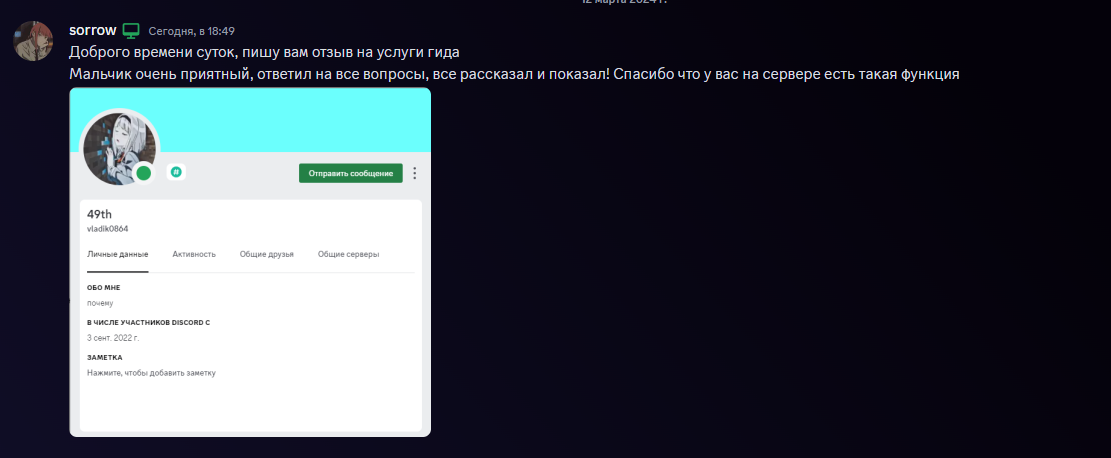 12 марта 2024 г.
sorrow Сегодня, в 18:49
Доброго времени суток, пишу вам отзыв на услуги гида
Мальчик очень приятный, ответил на все вопросы, все рассказал и показал! Спасибо что у вас на сервере есть такая функция
#
Отправить сообщение
49th
vladik0864
Личные данные Активность Общие друзья Общие серверы
ОБО МНЕ
почему
В ЧИСЛЕ УЧАСТНИКОВ DISCORD С
3 сент. 2022 г.
ЗАМЕТКА
Нажмите, чтобы добавить заметку